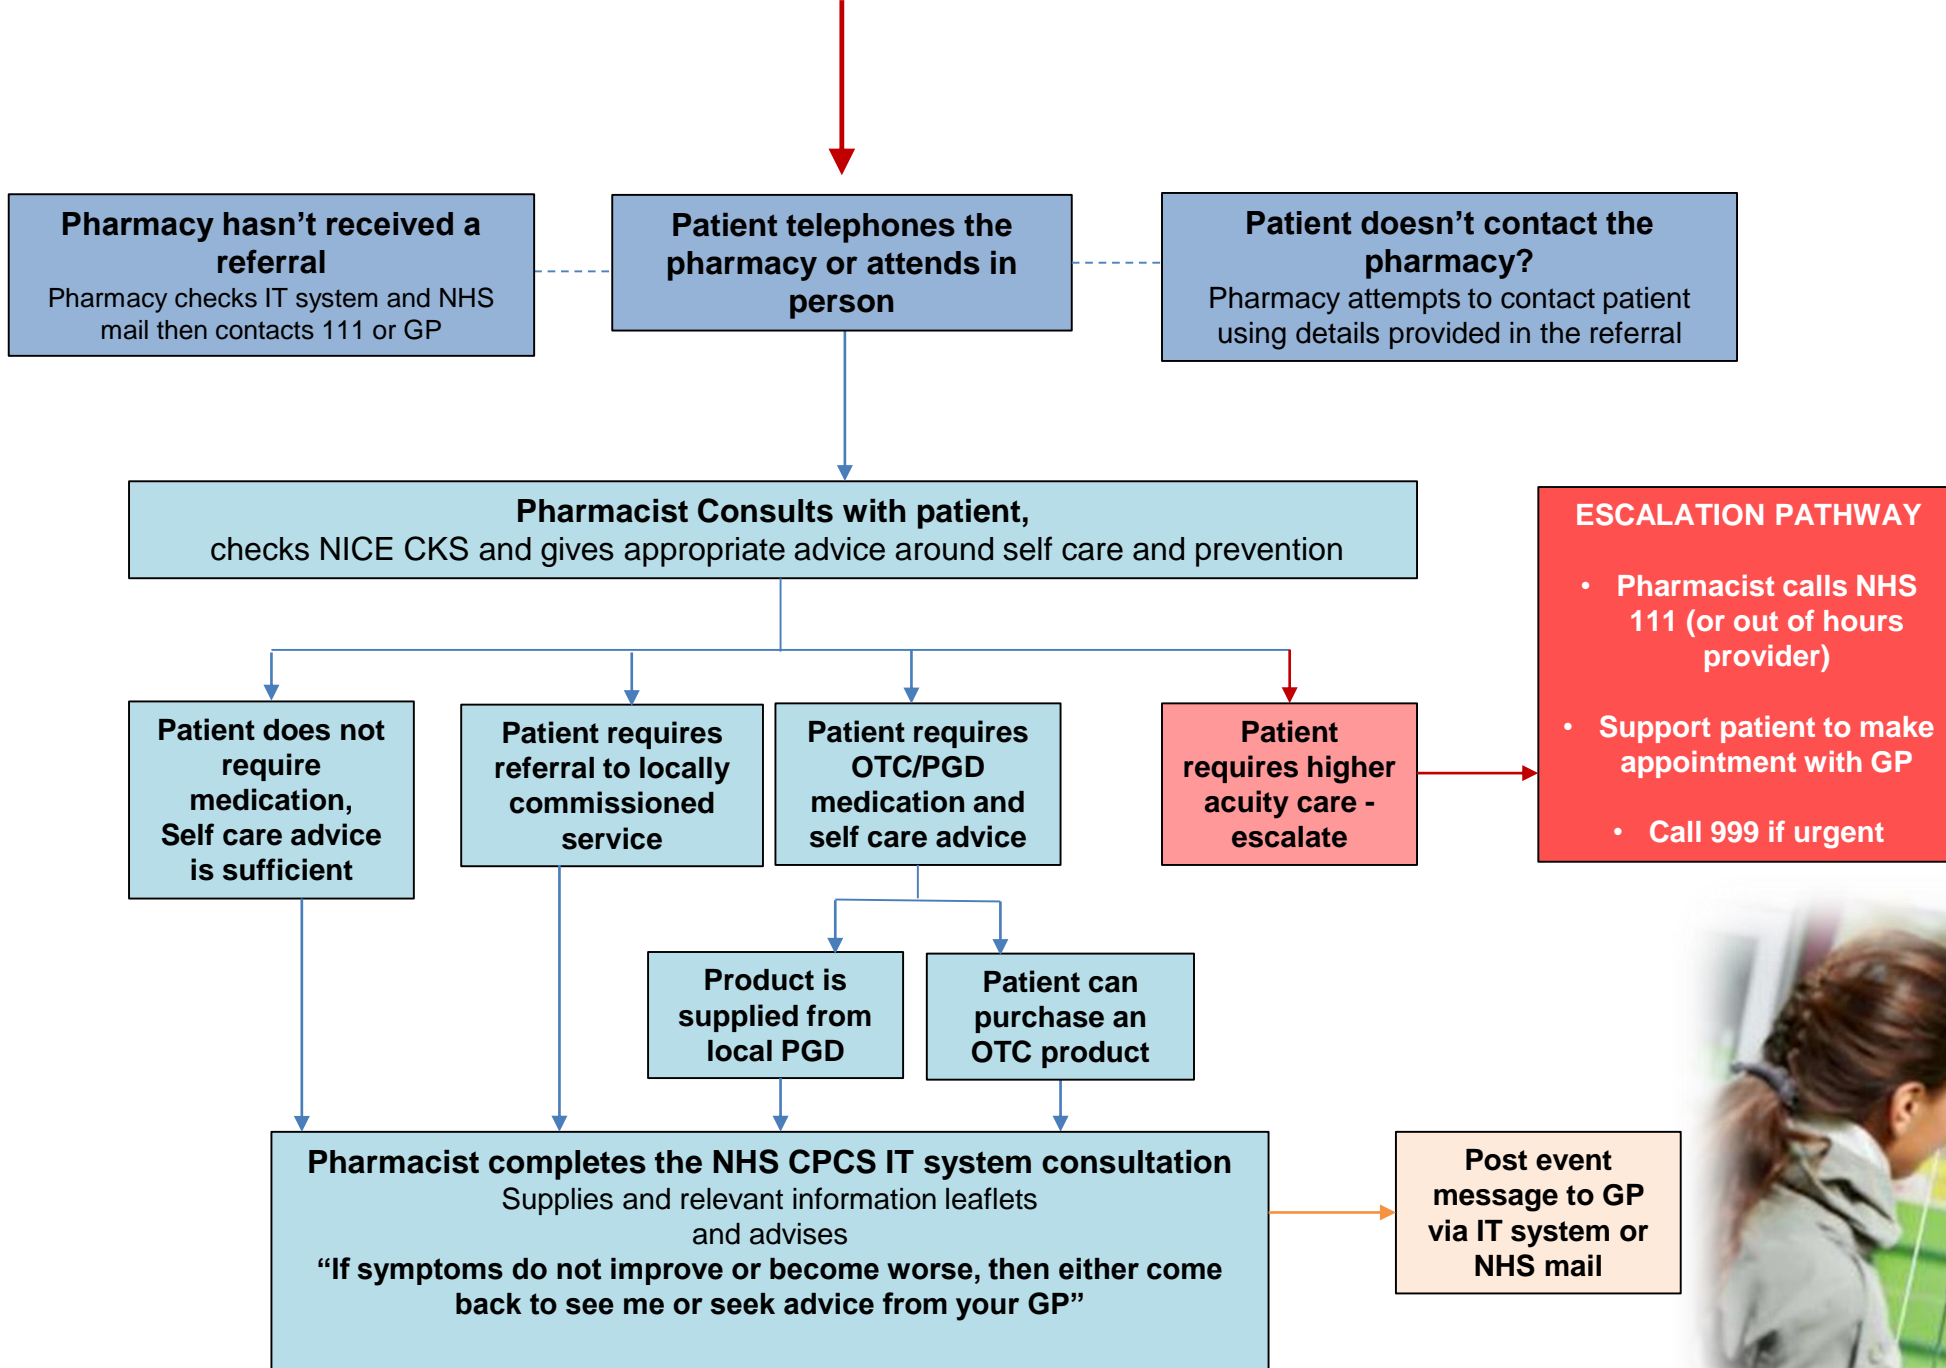 Pharmacy hasn't received a
referral
Pharmacy checks IT system and NHS
mail then contacts 111 or GP
Patient telephones the
pharmacy or attends in
person
Patient doesn't contact the
pharmacy?
Pharmacy attempts to contact patient
using details provided in the referral
Pharmacist Consults with patient,
checks NICE CKS and gives appropriate advice around self care and prevention
ESCALATION PATHWAY
• Pharmacist calls NHS
111 (or out of hours
provider)
• Support patient to make
appointment with GP
• Call 999 if urgent
Patient does not
require
medication,
Self care advice
is sufficient
Patient requires
referral to locally
commissioned
service
Patient requires
OTC/PGD
medication and
self care advice
Patient
requires higher
acuity care -
escalate
Product is
supplied from
local PGD
Patient can
purchase an
OTC product
Pharmacist completes the NHS CPCS IT system consultation
Supplies and relevant information leaflets
and advises
“If symptoms do not improve or become worse, then either come
back to see me or seek advice from your GP”
Post event
message to GP
via IT system or
NHS mail